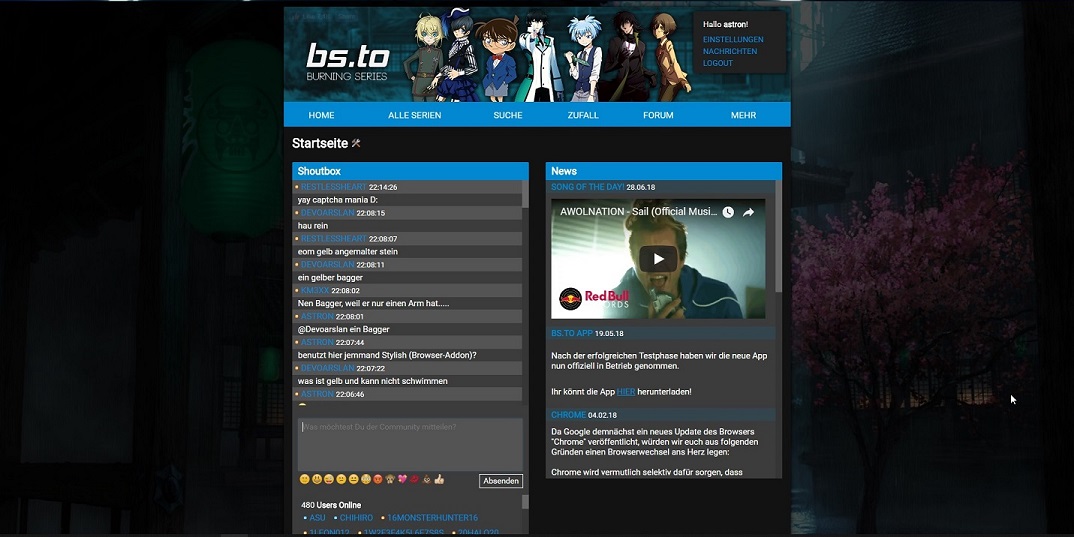 Hallo astron!
EINSTELLUNGEN
NACHRICHTEN
LOGOUT
bs.to
BURNING SERIES
HOME
ALLE SERIEN
SUCHE
ZUFALL
FORUM
MEHR
Startseite
Shoutbox
RESTLESSHEART 22:14:26
yay captcha mania D:
DEVOARSLAN 22:08:15
hau rein
RESTLESSHEART 22:08:07
eom gelb angemalter stein
DEVOARSLAN 22:08:11
ein gelber bagger
KM3XX 22:08:02
Nen Bagger, weil er nur einen Arm hat.....
ASTRON 22:08:01
@Devoarslan ein Bagger
ASTRON 22:07:44
benutzt hier jemmand Stylish (Browser-Addon)?
DEVOARSLAN 22:07:22
was ist gelb und kann nicht schwimmen
ASTRON 22:06:46
Was möchtest Du der Community mitteilen?
Absenden
480 Users Online
ASU
CHIHIRO
16MONSTERHUNTER16
News
SONG OF THE DAY! 28.06.18
AWOLNATION - Sail (Official Musi...
Red Bull
RECORDS
BS.TO APP 19.05.18
Nach der erfolgreichen Testphase haben wir die neue App
nun offiziell in Betrieb genommen.
Ihr könnt die App HIER herunterladen!
CHROME 04.02.18
Da Google demnächst ein neues Update des Browsers
"Chrome" veröffentlicht, würden wir euch aus folgenden
Gründen einen Browserwechsel ans Herz legen:
Chrome wird vermutlich selektiv dafür sorgen, dass